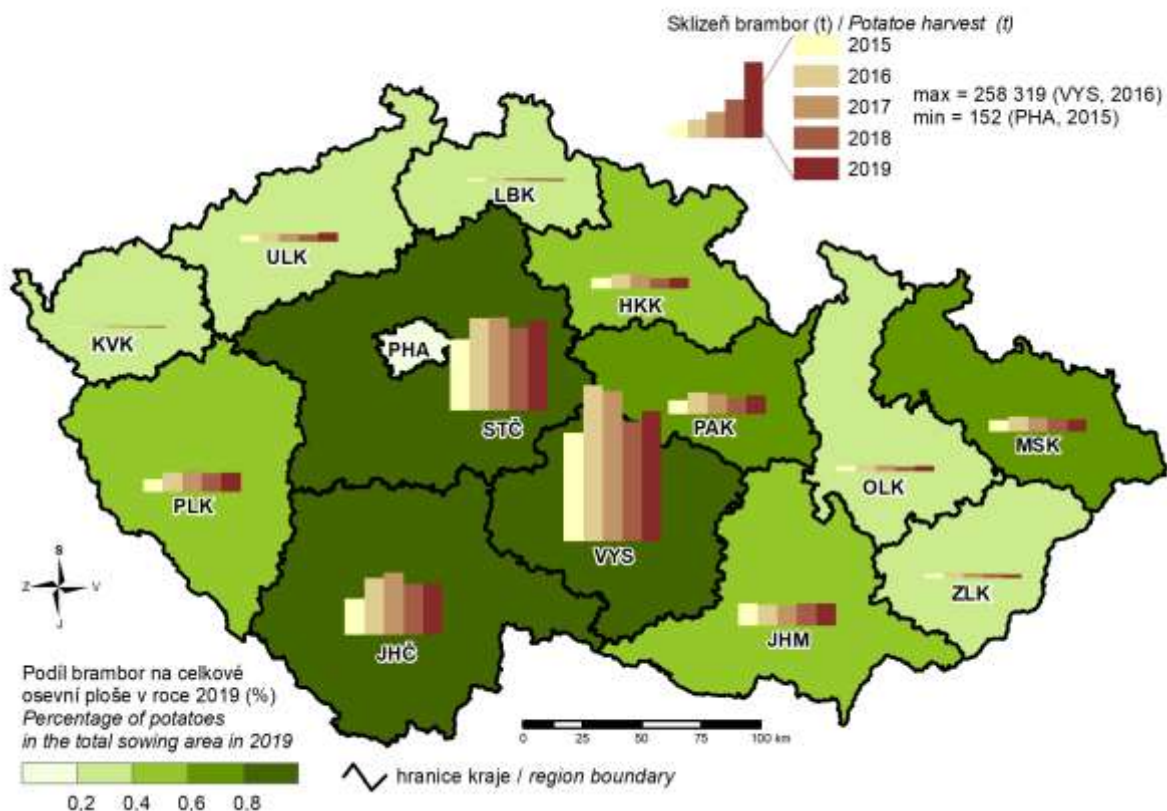 Sklizeň brambor (t) / Potatoe harvest (t)
2015
2016
2017
2018
2019
max = 258 319 (VYS, 2016)
min = 152 (PHA, 2015)
LBK
ULK
HKK
KVK
PHA
STČ
PAK
MSK
OLK
PLK
VYS
ZLK
JHČ
JHM
S
Z
V
J
Podíl brambor na celkové
osevní ploše v roce 2019 (%)
Percentage of potatoes
in the total sowing area in 2019
0,2 0,4 0,6 0,8
hranice kraje / region boundary
0 25 50 75 100 km